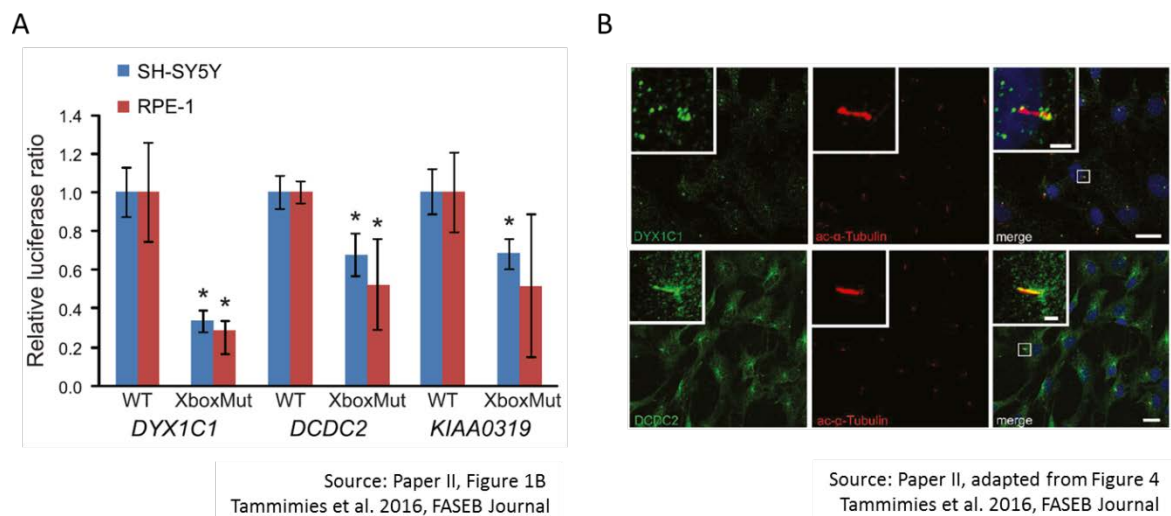 A
SH-SY5Y
RPE-1
Relative luciferase ratio
1.4
1.2
1.0
0.8
0.6
0.4
0.2
0.0
* * * * *
WT XboxMut WT XboxMut WT XboxMut
DYX1C1 DCDC2 KIAA0319
Source: Paper II, Figure 1B
Tammimies et al. 2016, FASEB Journal
B
DYX1C1 ac-α-Tubulin merge
DCDC2 ac-α-Tubulin merge
Source: Paper II, adapted from Figure 4
Tammimies et al. 2016, FASEB Journal